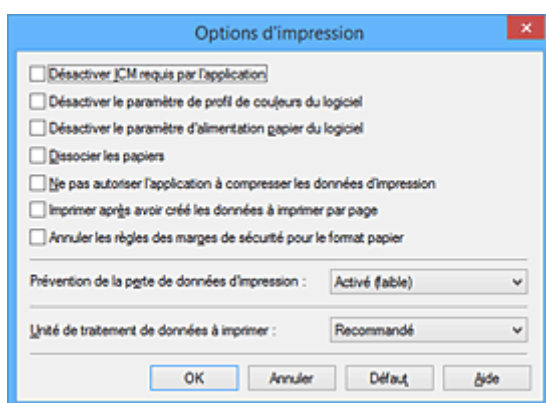 Options d'impression
Désactiver ICM requis par l'application
Désactiver le paramètre de profil de couleurs du logiciel
Désactiver le paramètre d'alimentation papier du logiciel
Dissocier les papiers
Ne pas autoriser l'application à compresser les données d'impression
Imprimer après avoir créé les données à imprimer par page
Annuler les règles des marges de sécurité pour le format papier
Prévention de la perte de données d'impression : Activé (faible)
Unité de traitement de données à imprimer : Recommandé
OK Annuler Défaut Aide